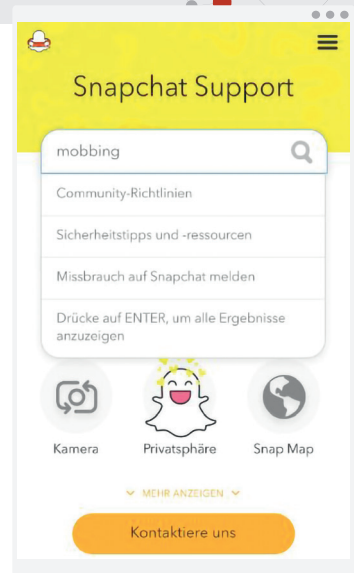 Snapchat Support
mobbing
Community-Richtlinien
Sicherheitstipps und -ressourcen
Missbrauch auf Snapchat melden
Drücke auf ENTER, um alle Ergebnisse
anzuzeigen
Kamera Privatsphäre Snap Map
MEHR ANZEIGEN
Kontaktiere uns